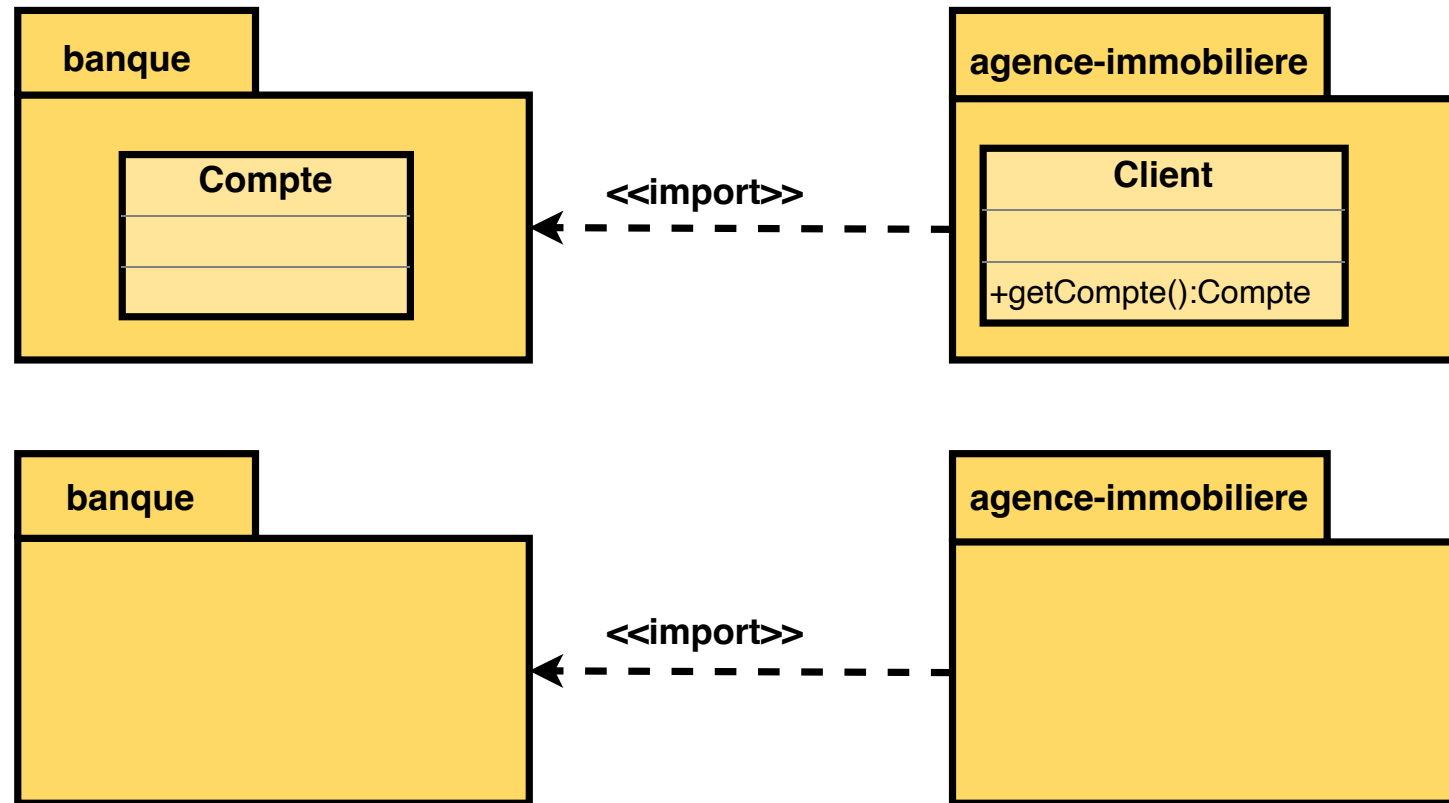 banque
agence-immobiliere
Compte
<<import>>
Client
+getCompte():Compte
banque
agence-immobiliere
<<import>>